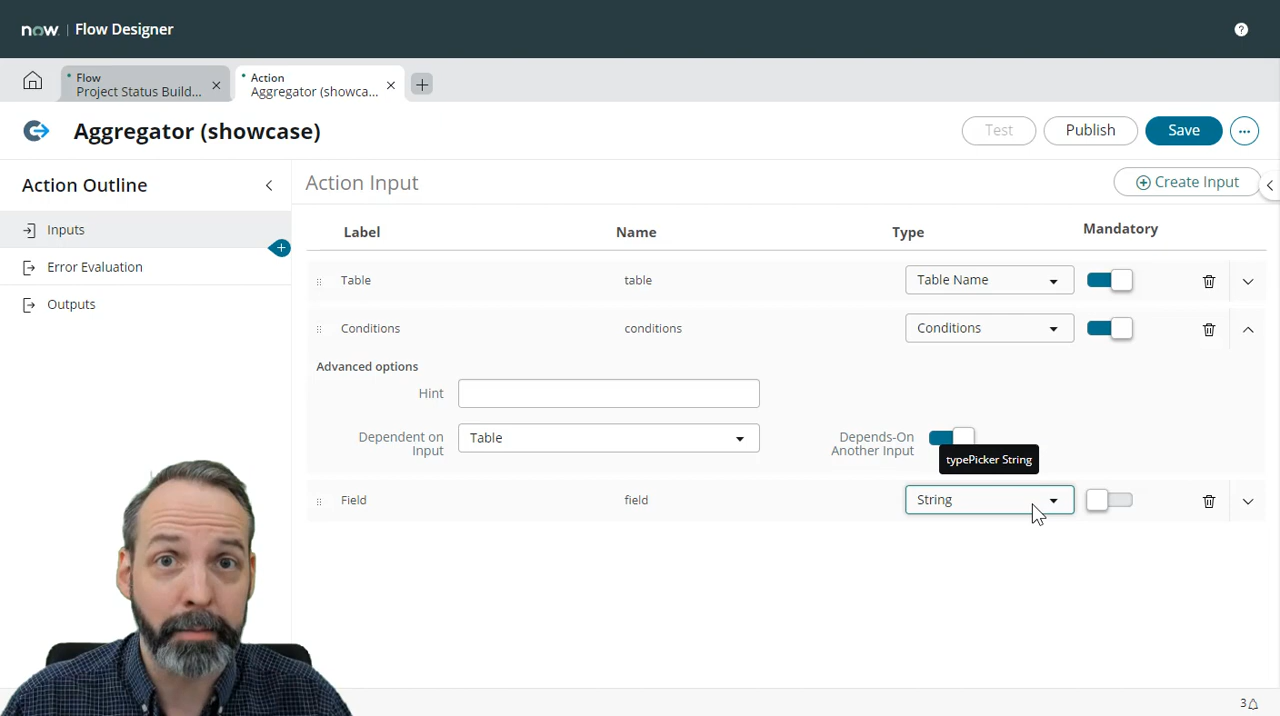 now. | Flow Designer
Flow
Project Status Build...
Action
Aggregator (showca...
Aggregator (showcase)
Test
Publish
Save
Action Outline
Inputs
Error Evaluation
Outputs
Action Input
Create Input
Label Name Type Mandatory
Table table Table Name
Conditions conditions Conditions
Advanced options
Hint
Dependent on
Input
Table
Depends-On
Another Input
typePicker String
Field field String
3